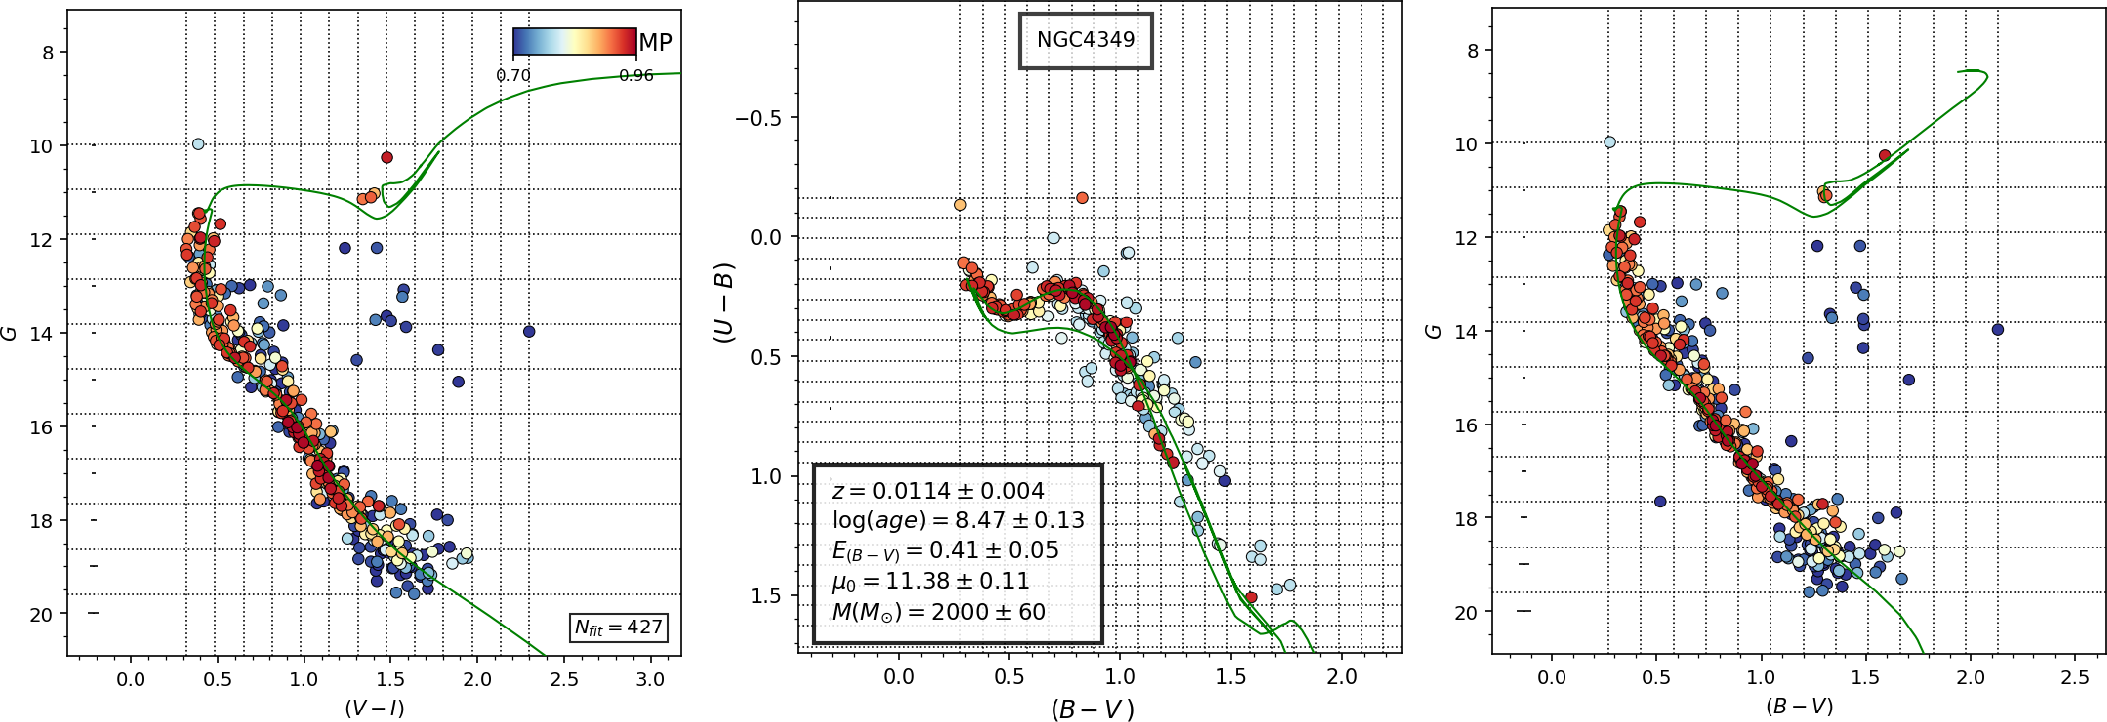 MP
0.70 0.96
8
10
12
14
16
18
20
G
N_fit = 427
0.0 0.5 1.0 1.5 2.0 2.5 3.0
(V − I)
NGC4349
−0.5
0.0
0.5
1.0
1.5
(U − B)
z = 0.0114 ± 0.004
log(age) = 8.47 ± 0.13
E_(B−V) = 0.41 ± 0.05
μ₀ = 11.38 ± 0.11
M(M_⊙) = 2000 ± 60
0.0 0.5 1.0 1.5 2.0
(B − V )
8
10
12
14
16
18
20
G
0.0 0.5 1.0 1.5 2.0 2.5
(B − V)